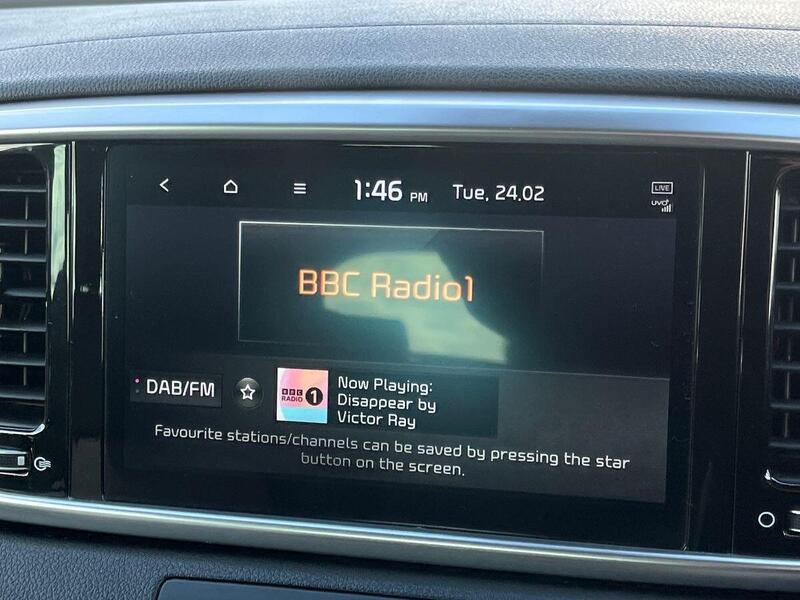 1:46 PM Tue, 24.02 LIVE
UVO
BBC Radio1
DAB/FM
BBC
RADIO 1
Now Playing:
Disappear by
Victor Ray
Favourite stations/channels can be saved by pressing the star
button on the screen.